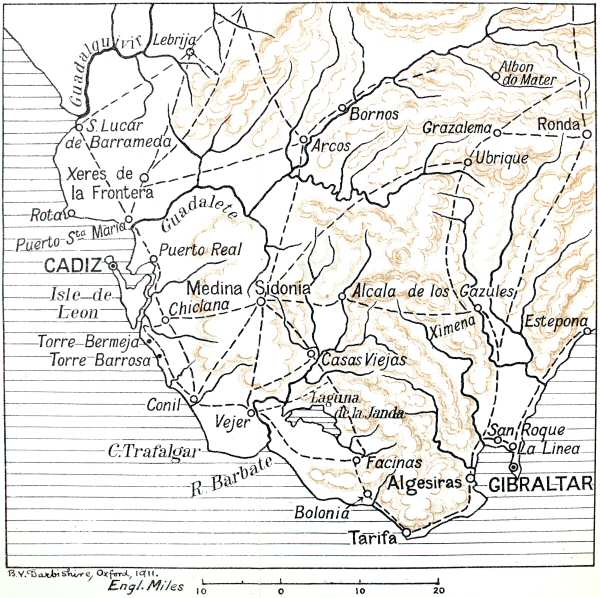 Guadalquivir
Lebrija
Albon
do Mater
Bornos
S. Lucar
de Barrameda
Arcos
Grazalema
Ronda
Ubrique
Xeres de
la Frontera
Rota
Guadalete
Puerto Sta Maria
CADIZ
Puerto Real
Isle de
Leon
Medina Sidonia
Alcala de los Gazules
Chiclana
Ximena
Estepona
Torre Bermeja
Torre Barrosa
Casas Viejas
Conil
Vejer
Laguna
de la Janda
San Roque
La Linea
C. Trafalgar
R. Barbate
Facinas
Algesiras
GIBRALTAR
Bolonia
Tarifa
B.V. Darbishire, Oxford, 1911.
Engl. Miles
10 0 10 20